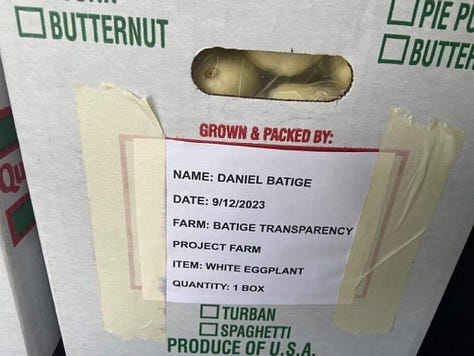 BUTTERNUT
PIE
GROWN & PACKED BY:
NAME: DANIEL BATIGE
DATE: 9/12/2023
FARM: BATIGE TRANSPARENCY
PROJECT FARM
ITEM: WHITE EGGPLANT
QUANTITY: 1 BOX
TURBAN
SPAGHETTI
PRODUCE OF U.S.A.